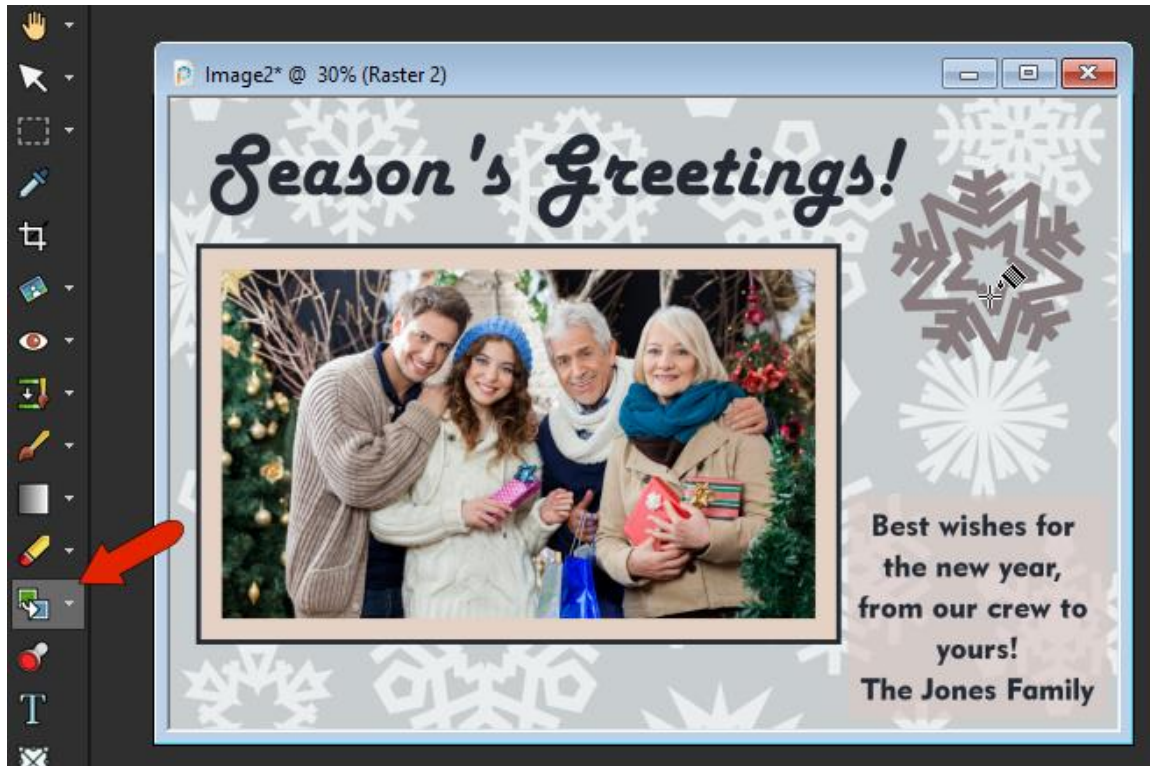 Image2* @ 30% (Raster 2)
Season's Greetings!
Best wishes for
the new year,
from our crew to
yours!
The Jones Family
T